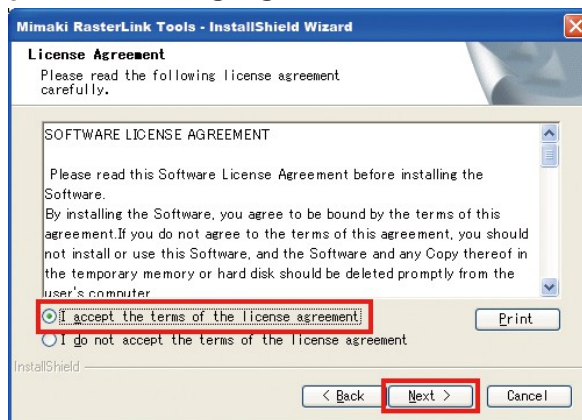 Mimaki RasterLink Tools - InstallShield Wizard
License Agreement
Please read the following license agreement
carefully.
SOFTWARE LICENSE AGREEMENT
Please read this Software License Agreement before installing the
Software.
By installing the Software, you agree to be bound by the terms of this
agreement.If you do not agree to the terms of this agreement, you should
not install or use this Software, and the Software and any Copy thereof in
the temporary memory or hard disk should be deleted promptly from the
user's computer
I accept the terms of the license agreement
Print
I do not accept the terms of the license agreement
InstallShield
< Back
Next >
Cancel